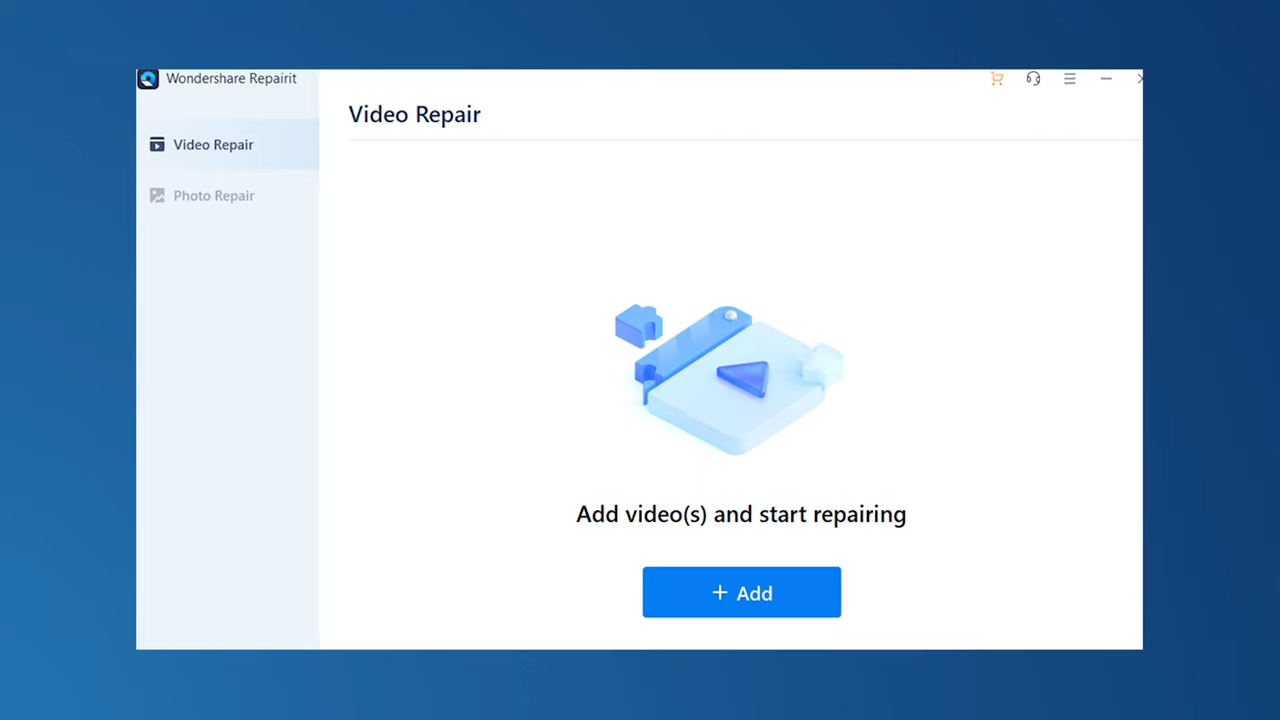 Wondershare Repairit
Video Repair
Video Repair
Photo Repair
Add video(s) and start repairing
+ Add